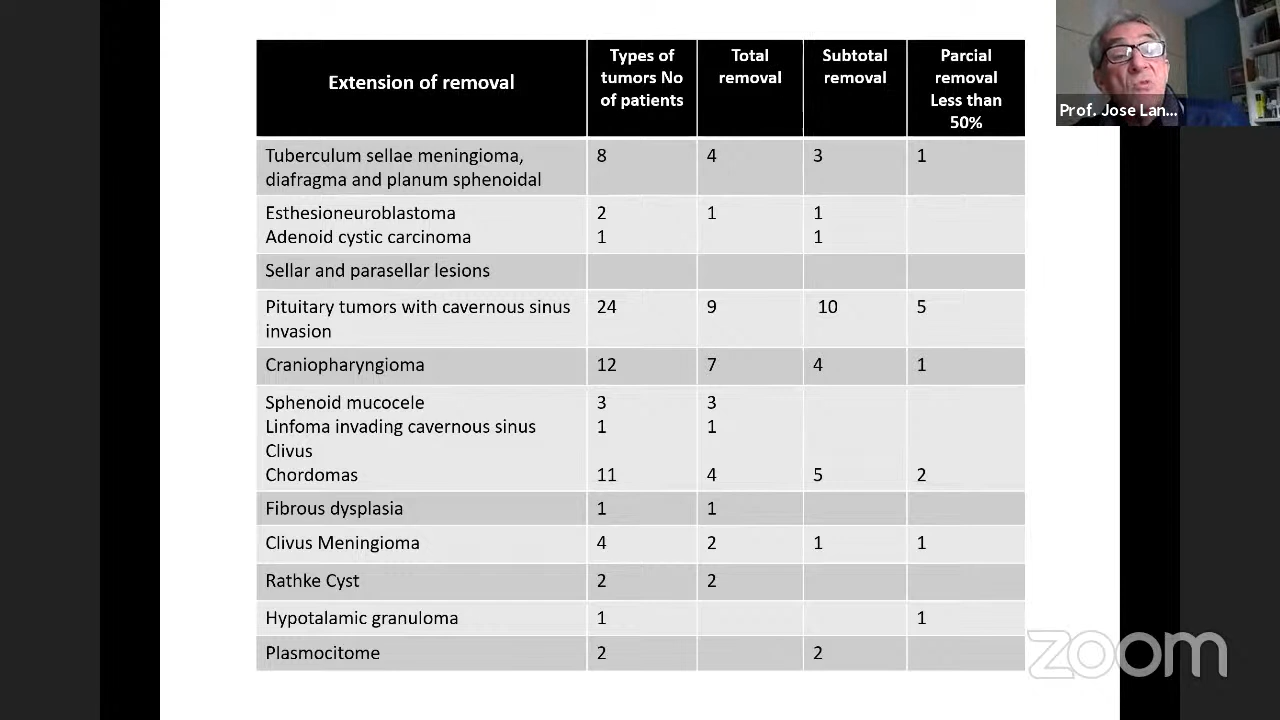 Extension of removal
Types of tumors No of patients
Total removal
Subtotal removal
Parcial removal Less than 50%
Tuberculum sellae meningioma, diafragma and planum sphenoidal 8 4 3 1
Esthesioneuroblastoma 2 1 1
Adenoid cystic carcinoma 1 1
Sellar and parasellar lesions
Pituitary tumors with cavernous sinus invasion 24 9 10 5
Craniopharyngioma 12 7 4 1
Sphenoid mucocele 3 3
Linfoma invading cavernous sinus 1 1
Clivus
Chordomas 11 4 5 2
Fibrous dysplasia 1 1
Clivus Meningioma 4 2 1 1
Rathke Cyst 2 2
Hypotalamic granuloma 1 1
Plasmocitome 2 2
Prof. Jose Lan...
zoom